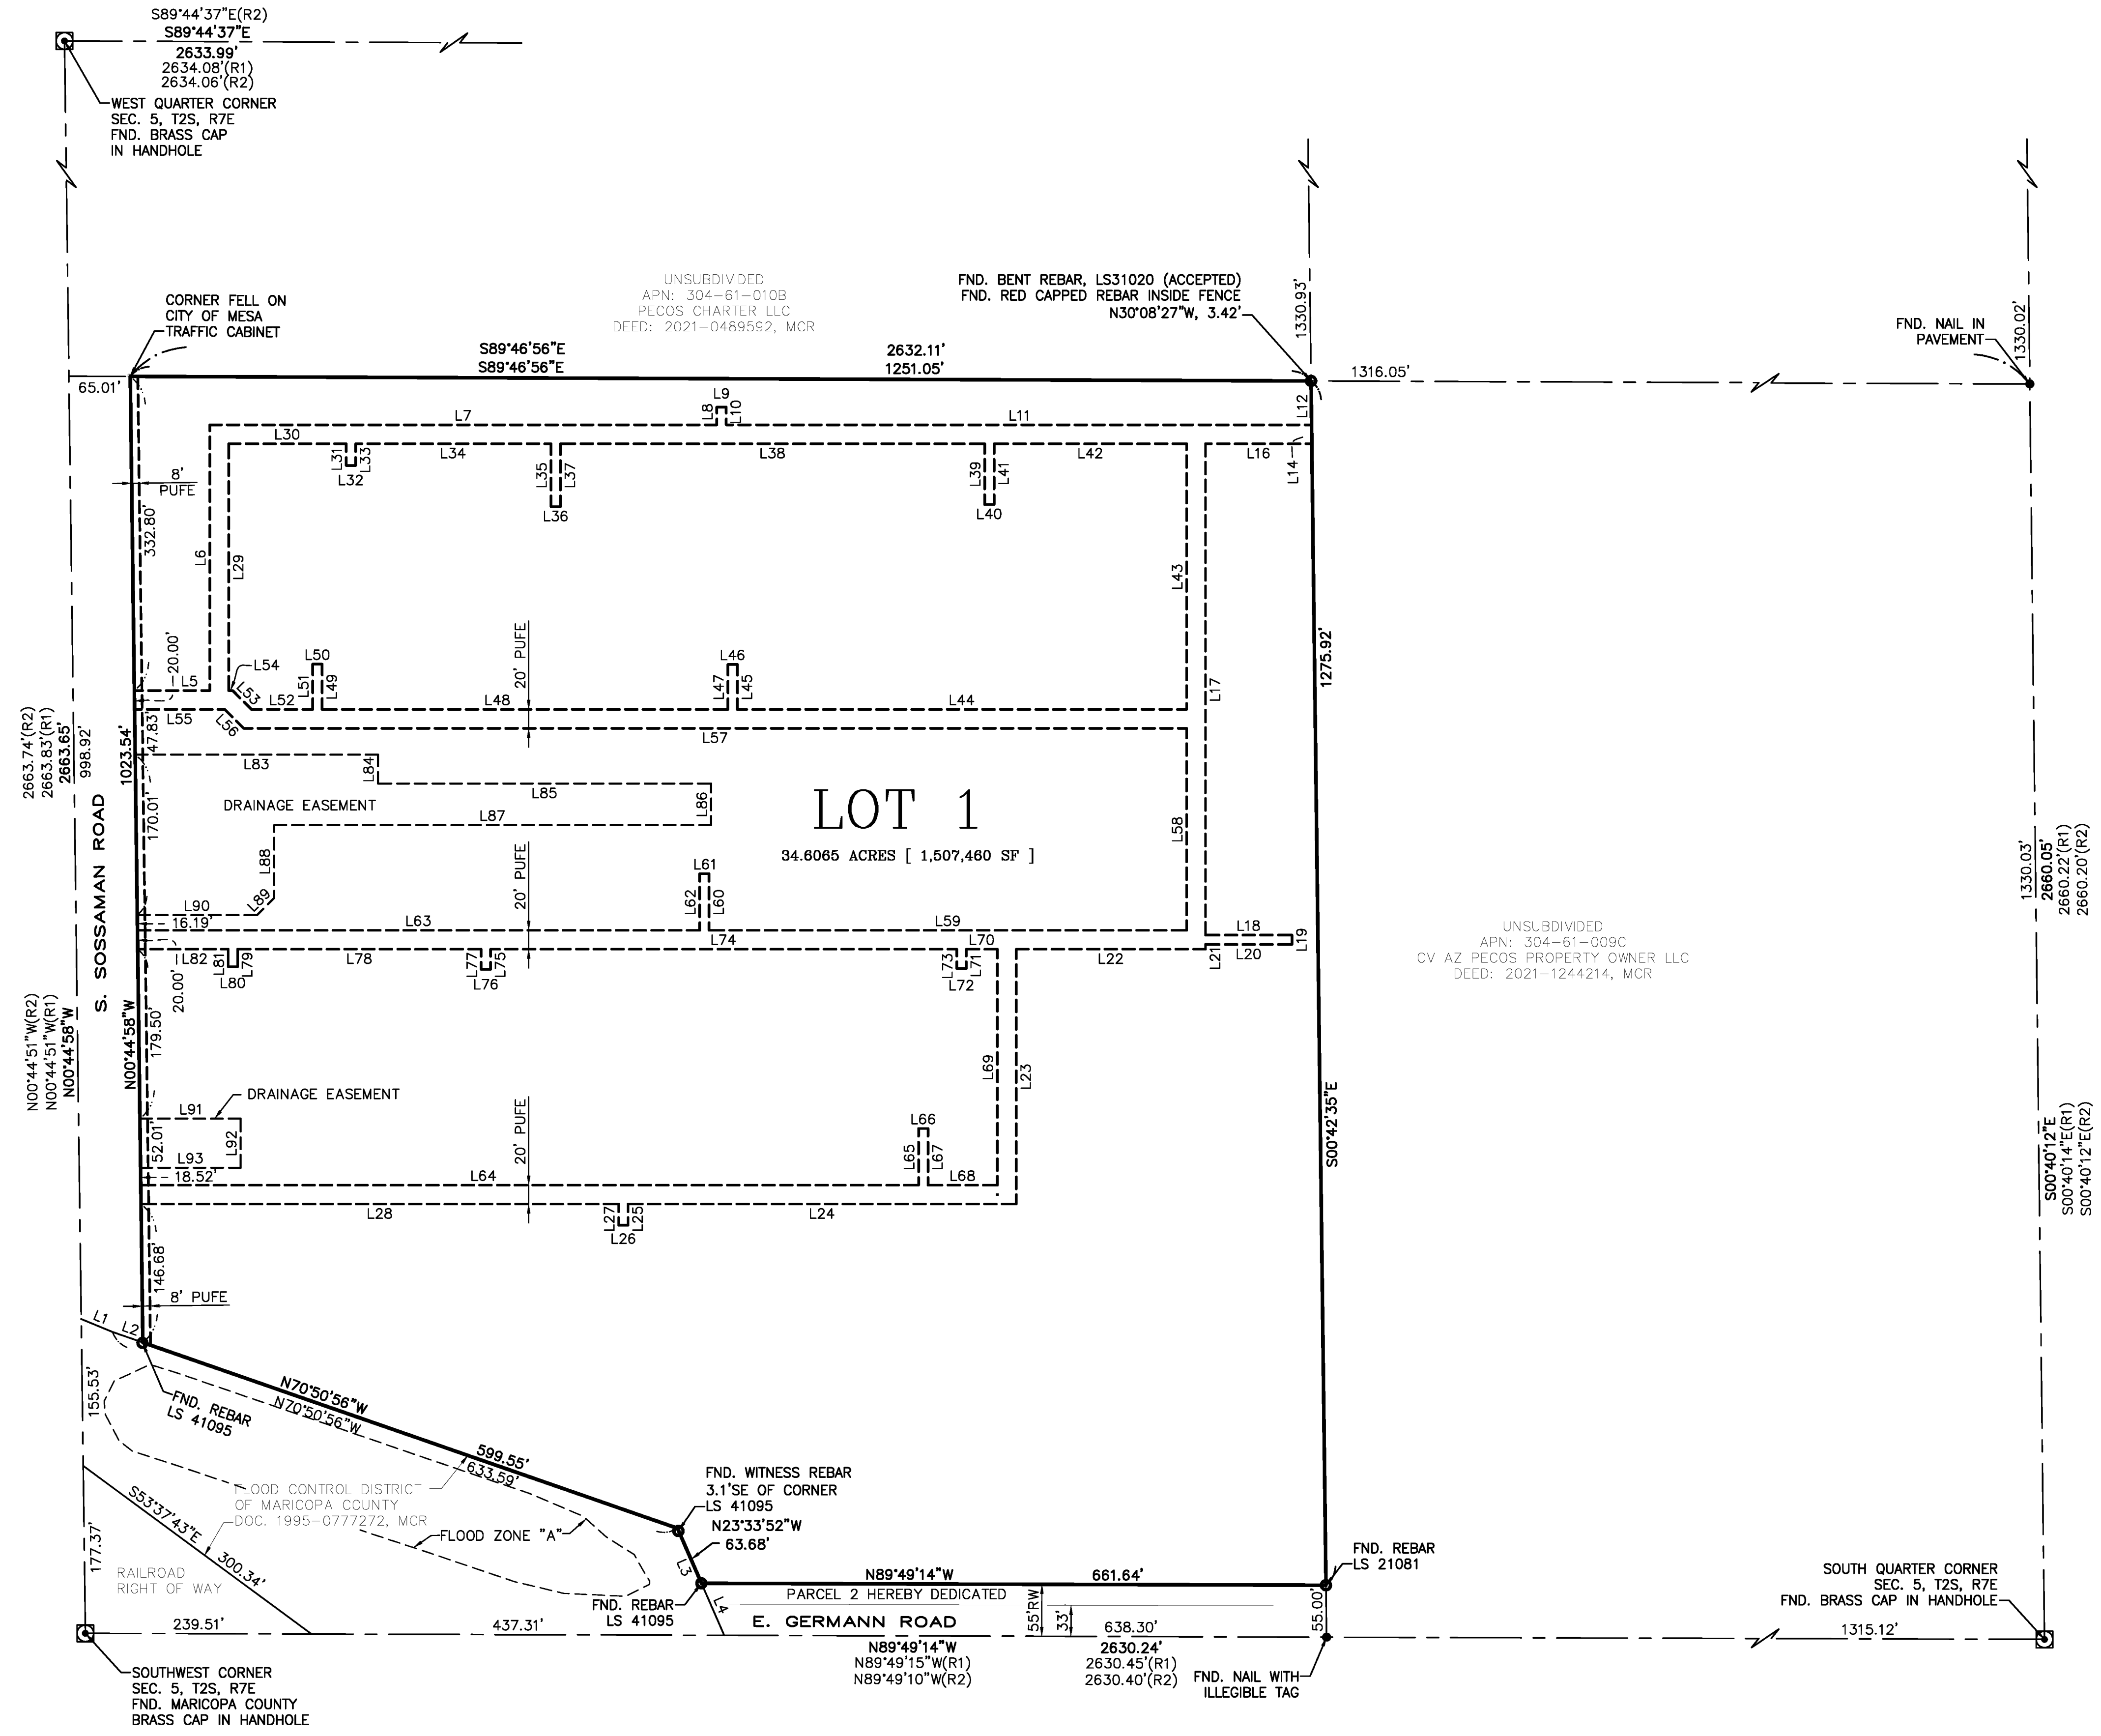 S89°44'37"E(R2)
S89°44'37"E
2633.99'
2634.08'(R1)
2634.06'(R2)
WEST QUARTER CORNER
SEC. 5, T2S, R7E
FND. BRASS CAP
IN HANDHOLE
CORNER FELL ON
CITY OF MESA
TRAFFIC CABINET
UNSUBDIVIDED
APN: 304-61-010B
PECOS CHARTER LLC
DEED: 2021-0489592, MCR
FND. BENT REBAR, LS31020 (ACCEPTED)
FND. RED CAPPED REBAR INSIDE FENCE
N30°08'27"W, 3.42'
1330.93'
FND. NAIL IN
PAVEMENT
1330.02'
S89°46'56"E 2632.11'
S89°46'56"E 1251.05'
65.01'
1316.05'
L9
L8
L10
L12
L7
L11
L30
L31
L33
L32
L34
L35
L37
L36
L38
L39
L41
L40
L42
L14
L16
8'
PUFE
332.80'
L6
L29
L43
20' PUFE
1275.92'
L17
20.00'
L5
L54
L53
L50
L51
L49
L52
L46
L47
L45
L48
L44
L55
L56
L57
47.83'
2663.74'(R2)
2663.83'(R1)
2663.65'
998.92'
1023.54'
L83
L84
L85
L86
DRAINAGE EASEMENT
L87
LOT 1
34.6065 ACRES [ 1,507,460 SF ]
L58
170.01'
L88
L89
L90
16.19'
20' PUFE
L61
L62
L60
L63
L59
L18
L19
L20
L21
L22
S. SOSSAMAN ROAD
L82
L81
L79
L80
L78
L77
L75
L76
L74
L70
L73
L71
L72
20.00'
1330.03'
2660.05'
2660.22'(R1)
2660.20'(R2)
UNSUBDIVIDED
APN: 304-61-009C
CV AZ PECOS PROPERTY OWNER LLC
DEED: 2021-1244214, MCR
N00°44'51"W(R2)
N00°44'51"W(R1)
N00°44'58"W
N00°44'58"W
179.50'
L69
L23
DRAINAGE EASEMENT
L91
L92
L93
52.01'
18.52'
20' PUFE
L66
L65
L67
L64
L68
L28
L27
L25
L26
L24
S00°42'35"E
S00°40'12"E
S00°40'14"E(R1)
S00°40'12"E(R2)
146.68'
8' PUFE
L1
L2
155.53'
FND. REBAR
LS 41095
N70°50'56"W
N70°50'56"W
599.55'
633.59'
FLOOD CONTROL DISTRICT
OF MARICOPA COUNTY
DOC. 1995-0777272, MCR
FLOOD ZONE "A"
FND. WITNESS REBAR
3.1'SE OF CORNER
LS 41095
N23°33'52"W
63.68'
L3
S53°37'43"E
300.34'
177.37'
RAILROAD
RIGHT OF WAY
FND. REBAR
LS 41095
L4
N89°49'14"W 661.64'
PARCEL 2 HEREBY DEDICATED
FND. REBAR
LS 21081
55'RW
33'
55.00'
SOUTH QUARTER CORNER
SEC. 5, T2S, R7E
FND. BRASS CAP IN HANDHOLE
239.51'
437.31'
E. GERMANN ROAD
638.30'
1315.12'
N89°49'14"W 2630.24'
N89°49'15"W(R1) 2630.45'(R1)
N89°49'10"W(R2) 2630.40'(R2)
FND. NAIL WITH
ILLEGIBLE TAG
SOUTHWEST CORNER
SEC. 5, T2S, R7E
FND. MARICOPA COUNTY
BRASS CAP IN HANDHOLE